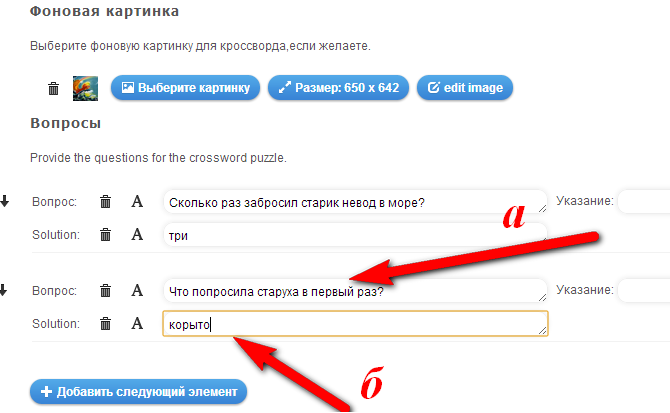 Фоновая картинка
Выберите фоновую картинку для кроссворда,если желаете.
Выберите картинку Размер: 650 x 642 edit image
Вопросы
Provide the questions for the crossword puzzle.
Вопрос: A Сколько раз забросил старик невод в море? Указание:
Solution: A три
а
Вопрос: A Что попросила старуха в первый раз? Указание:
Solution: A корыто
б
Добавить следующий элемент